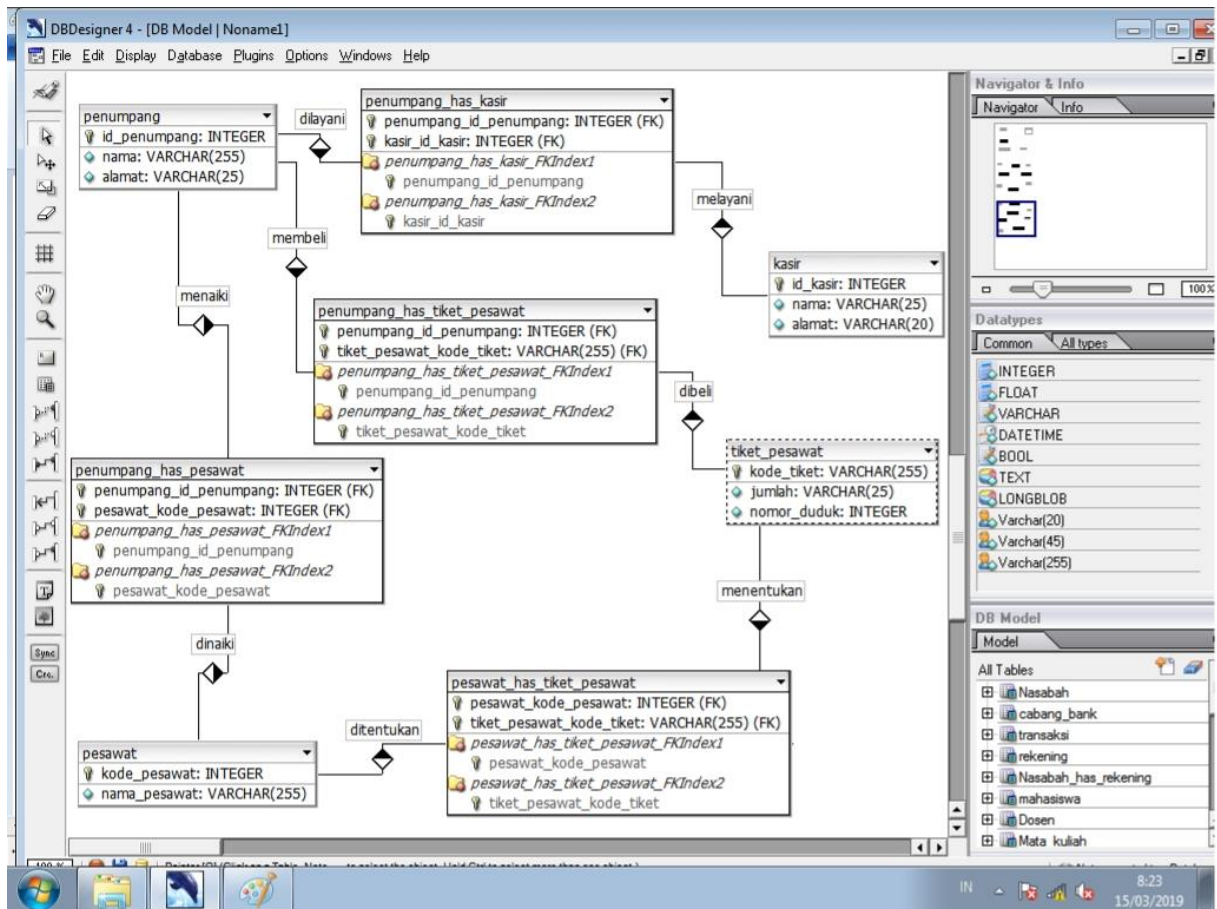 DBDesigner 4 - [DB Model | Noname1]
File Edit Display Database Plugins Options Windows Help
penumpang
id_penumpang: INTEGER
nama: VARCHAR(255)
alamat: VARCHAR(25)
dilayani
penumpang_has_kasir
penumpang_id_penumpang: INTEGER (FK)
kasir_id_kasir: INTEGER (FK)
penumpang_has_kasir_FKIndex1
penumpang_id_penumpang
penumpang_has_kasir_FKIndex2
kasir_id_kasir
melayani
membeli
menaiki
kasir
id_kasir: INTEGER
nama: VARCHAR(25)
alamat: VARCHAR(20)
penumpang_has_tiket_pesawat
penumpang_id_penumpang: INTEGER (FK)
tiket_pesawat_kode_tiket: VARCHAR(255) (FK)
penumpang_has_tiket_pesawat_FKIndex1
penumpang_id_penumpang
penumpang_has_tiket_pesawat_FKIndex2
tiket_pesawat_kode_tiket
dibeli
tiket_pesawat
kode_tiket: VARCHAR(255)
jumlah: VARCHAR(25)
nomor_duduk: INTEGER
penumpang_has_pesawat
penumpang_id_penumpang: INTEGER (FK)
pesawat_kode_pesawat: INTEGER (FK)
penumpang_has_pesawat_FKIndex1
penumpang_id_penumpang
penumpang_has_pesawat_FKIndex2
pesawat_kode_pesawat
menentukan
dinaiki
pesawat_has_tiket_pesawat
pesawat_kode_pesawat: INTEGER (FK)
tiket_pesawat_kode_tiket: VARCHAR(255) (FK)
pesawat_has_tiket_pesawat_FKIndex1
pesawat_kode_pesawat
pesawat_has_tiket_pesawat_FKIndex2
tiket_pesawat_kode_tiket
ditentukan
pesawat
kode_pesawat: INTEGER
nama_pesawat: VARCHAR(255)
Sync
Navigator & Info
Navigator Info
100%
Datatypes
Common All types
INTEGER
FLOAT
VARCHAR
DATETIME
BOOL
TEXT
LONGBLOB
Varchar(20)
Varchar(45)
Varchar(255)
DB Model
Model
All Tables
Nasabah
cabang_bank
transaksi
rekening
Nasabah_has_rekening
mahasiswa
Dosen
Mata_kuliah
IN
8:23
15/03/2019